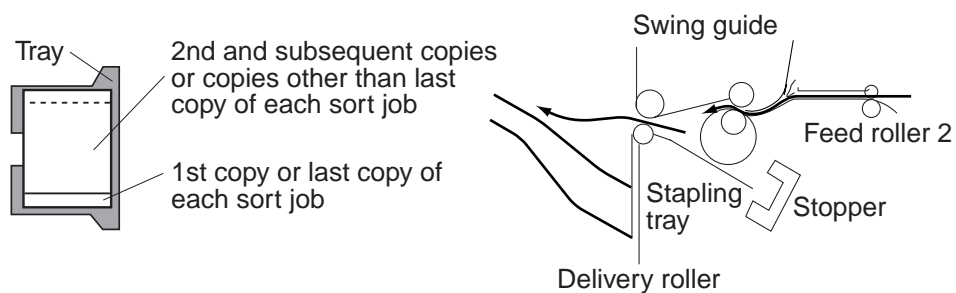 Tray
2nd and subsequent copies
or copies other than last
copy of each sort job
1st copy or last copy of
each sort job
Swing guide
Feed roller 2
Stapling
tray
Stopper
Delivery roller